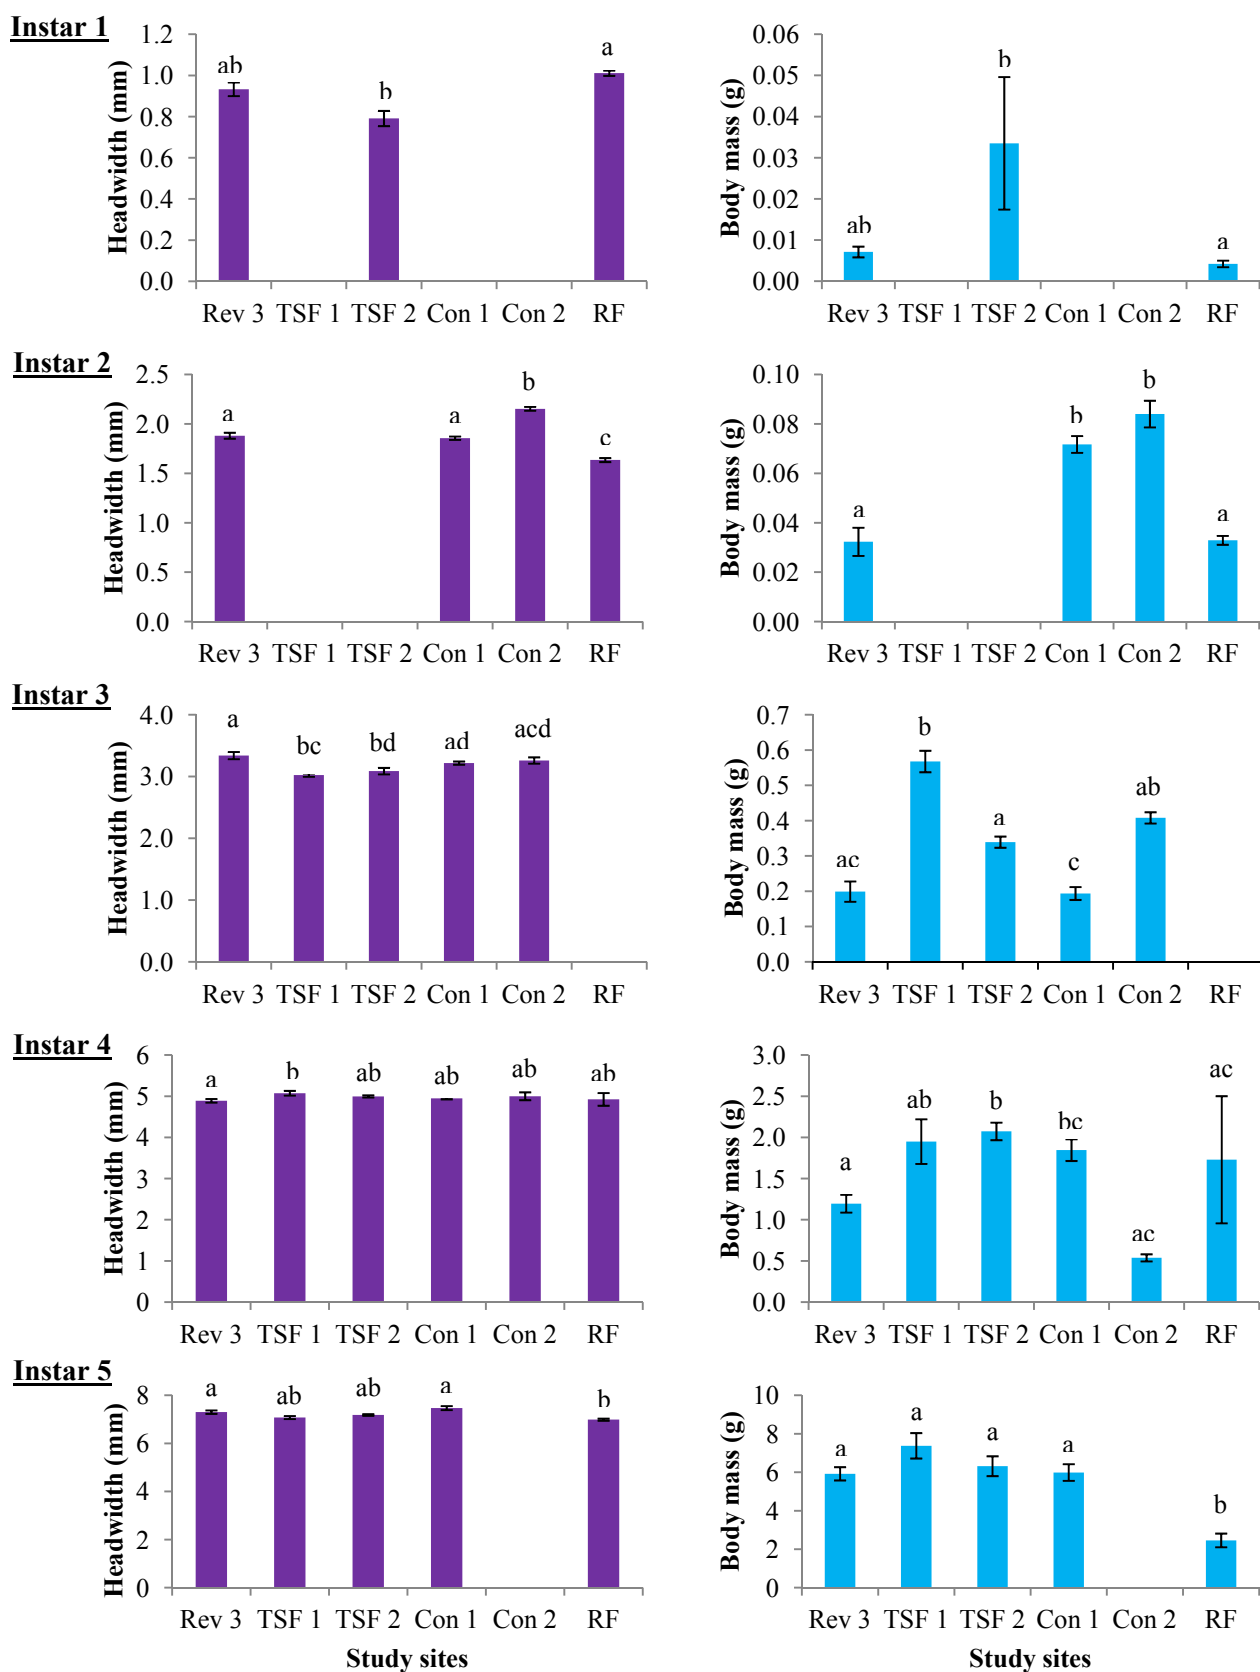 Instar 1
Headwidth (mm)
1.2
1.0
0.8
0.6
0.4
0.2
0.0
ab
b
a
Rev 3 TSF 1 TSF 2 Con 1 Con 2 RF
Body mass (g)
0.06
0.05
0.04
0.03
0.02
0.01
0.00
ab
b
a
Rev 3 TSF 1 TSF 2 Con 1 Con 2 RF
Instar 2
Headwidth (mm)
2.5
2.0
1.5
1.0
0.5
0.0
a
a
b
c
Rev 3 TSF 1 TSF 2 Con 1 Con 2 RF
Body mass (g)
0.10
0.08
0.06
0.04
0.02
0.00
a
b
b
a
Rev 3 TSF 1 TSF 2 Con 1 Con 2 RF
Instar 3
Headwidth (mm)
4.0
3.0
2.0
1.0
0.0
a
bc
bd
ad
acd
Rev 3 TSF 1 TSF 2 Con 1 Con 2 RF
Body mass (g)
0.7
0.6
0.5
0.4
0.3
0.2
0.1
0.0
ac
b
a
c
ab
Rev 3 TSF 1 TSF 2 Con 1 Con 2 RF
Instar 4
Headwidth (mm)
6
5
4
3
2
1
0
a
b
ab
ab
ab
ab
Rev 3 TSF 1 TSF 2 Con 1 Con 2 RF
Body mass (g)
3.0
2.5
2.0
1.5
1.0
0.5
0.0
a
ab
b
bc
ac
ac
Rev 3 TSF 1 TSF 2 Con 1 Con 2 RF
Instar 5
Headwidth (mm)
8
6
4
2
0
a
ab
ab
a
b
Rev 3 TSF 1 TSF 2 Con 1 Con 2 RF
Study sites
Body mass (g)
10
8
6
4
2
0
a
a
a
a
b
Rev 3 TSF 1 TSF 2 Con 1 Con 2 RF
Study sites